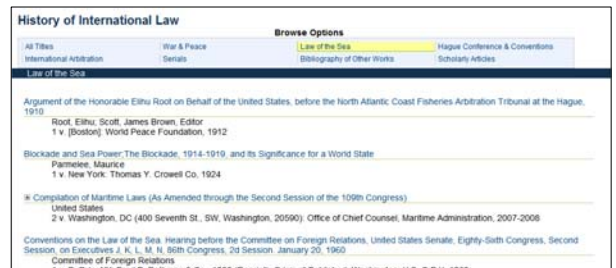 History of International Law
Browse Options
All Titles War & Peace Law of the Sea Hague Conference & Conventions
International Arbitration Serials Bibliography of Other Works Scholarly Articles
Law of the Sea
Argument of the Honorable Elihu Root on Behalf of the United States, before the North Atlantic Coast Fisheries Arbitration Tribunal at the Hague,
1910
Root, Elihu; Scott, James Brown, Editor
1 v. [Boston]: World Peace Foundation, 1912
Blockade and Sea Power;The Blockade, 1914-1919, and Its Significance for a World State
Parmelee, Maurice
1 v. New York: Thomas Y. Crowell Co, 1924
Compilation of Maritime Laws (As Amended through the Second Session of the 109th Congress)
United States
2 v. Washington, DC (400 Seventh St., SW, Washington, 20590): Office of Chief Counsel, Maritime Administration, 2007-2008
Conventions on the Law of the Sea: Hearing before the Committee on Foreign Relations, United States Senate, Eighty-Sixth Congress, Second
Session, on Executives J, K, L, M, N, 86th Congress, 2d Session. January 20, 1960
Committee of Foreign Relations